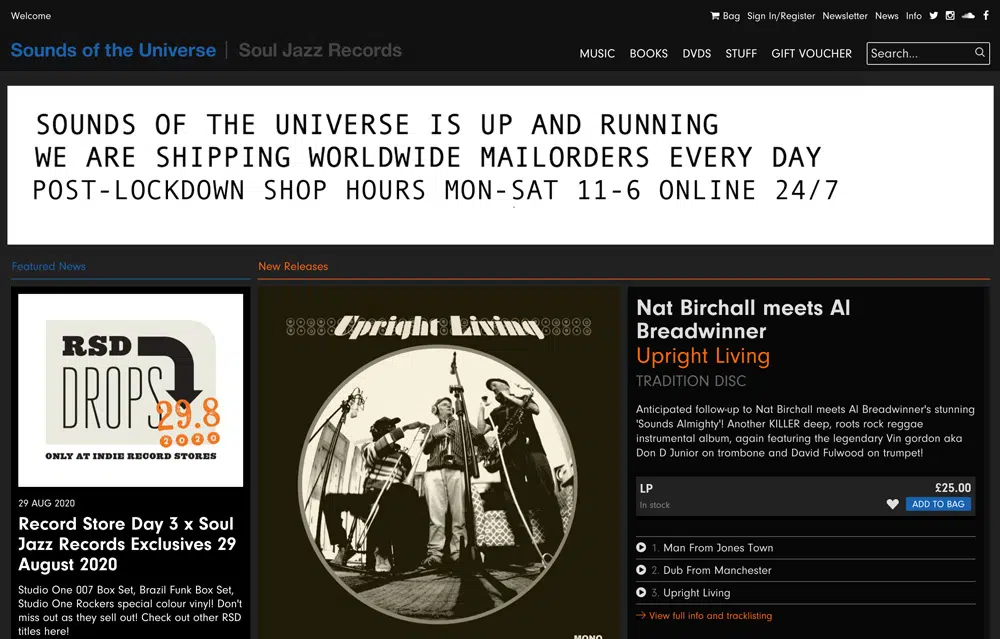 Welcome
Bag Sign In/Register Newsletter News Info
Sounds of the Universe | Soul Jazz Records
MUSIC BOOKS DVDS STUFF GIFT VOUCHER Search...
SOUNDS OF THE UNIVERSE IS UP AND RUNNING
WE ARE SHIPPING WORLDWIDE MAILORDERS EVERY DAY
POST-LOCKDOWN SHOP HOURS MON-SAT 11-6 ONLINE 24/7
Featured News
RSD
DROPS
29.8
2020
ONLY AT INDIE RECORD STORES
29 AUG 2020
Record Store Day 3 x Soul
Jazz Records Exclusives 29
August 2020
Studio One 007 Box Set, Brazil Funk Box Set,
Studio One Rockers special colour vinyl! Don't
miss out as they sell out! Check out other RSD
titles here!
New Releases
Upright Living
MONO
Nat Birchall meets Al
Breadwinner
Upright Living
TRADITION DISC
Anticipated follow-up to Nat Birchall meets Al Breadwinner's stunning
'Sounds Almighty'! Another KILLER deep, roots rock reggae
instrumental album, again featuring the legendary Vin gordon aka
Don D Junior on trombone and David Fulwood on trumpet!
LP £25.00
In stock ADD TO BAG
1. Man From Jones Town
2. Dub From Manchester
3. Upright Living
→ View full info and tracklisting